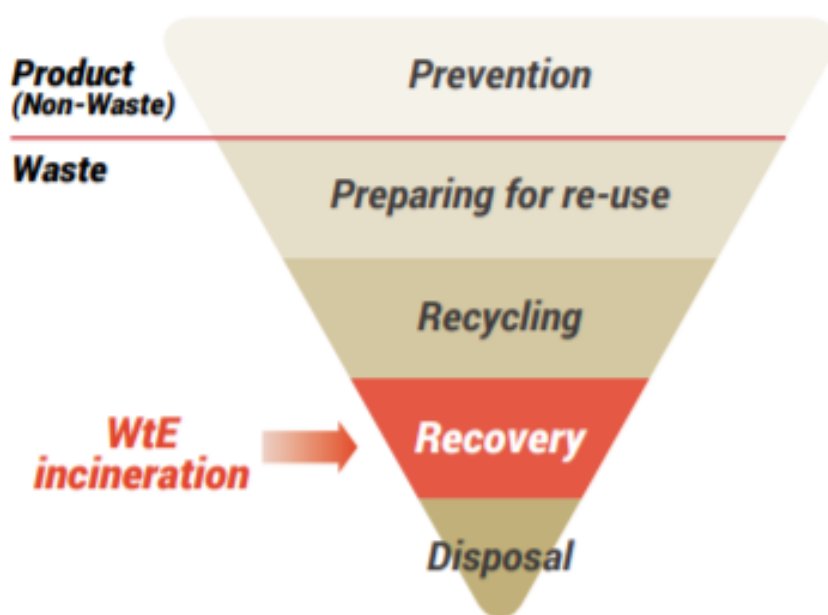 Product
(Non-Waste)
Prevention
Waste
Preparing for re-use
Recycling
WtE
incineration
Recovery
Disposal